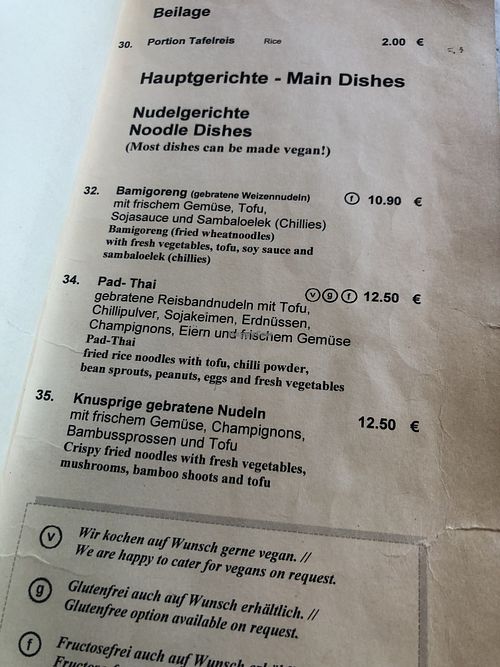 Beilage
30. Portion Tafelreis Rice 2.00 €
Hauptgerichte - Main Dishes
Nudelgerichte
Noodle Dishes
(Most dishes can be made vegan!)
32. Bamigoreng (gebratene Weizennudeln) f 10.90 €
mit frischem Gemüse, Tofu,
Sojasauce und Sambaloelek (Chillies)
Bamigoreng (fried wheatnoodles)
with fresh vegetables, tofu, soy sauce and
sambaloelek (chillies)
34. Pad- Thai v g f 12.50 €
gebratene Reisbandnudeln mit Tofu,
Chillipulver, Sojakeimen, Erdnüssen,
Champignons, Eiern und frischem Gemüse
Pad-Thai
fried rice noodles with tofu, chilli powder,
bean sprouts, peanuts, eggs and fresh vegetables
35. Knusprige gebratene Nudeln 12.50 €
mit frischem Gemüse, Champignons,
Bambussprossen und Tofu
Crispy fried noodles with fresh vegetables,
mushrooms, bamboo shoots and tofu
v Wir kochen auf Wunsch gerne vegan. //
We are happy to cater for vegans on request.
g Glutenfrei auch auf Wunsch erhältlich. //
Glutenfree option available on request.
f Fructosefrei auch auf Wunsch